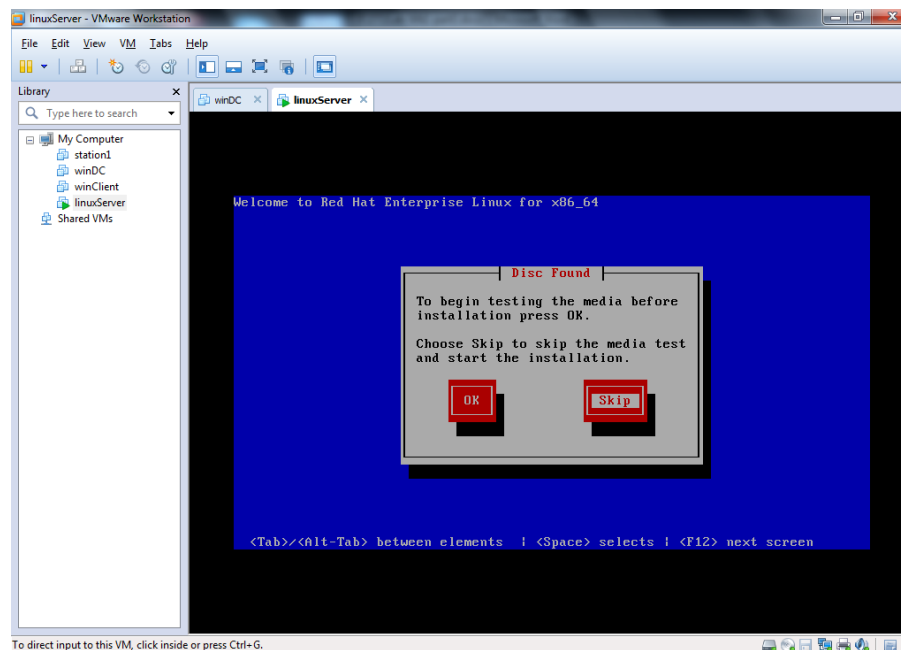 linuxServer - VMware Workstation
File Edit View VM Tabs Help
Library
Type here to search
My Computer
station1
winDC
winClient
linuxServer
Shared VMs
winDC
linuxServer
Welcome to Red Hat Enterprise Linux for x86_64
Disc Found
To begin testing the media before
installation press OK.
Choose Skip to skip the media test
and start the installation.
OK Skip
<Tab>/<Alt-Tab> between elements | <Space> selects | <F12> next screen
To direct input to this VM, click inside or press Ctrl+G.